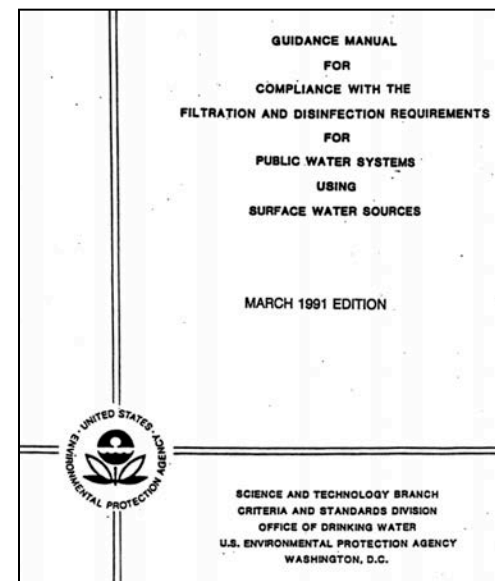 GUIDANCE MANUAL
FOR
COMPLIANCE WITH THE
FILTRATION AND DISINFECTION REQUIREMENTS
FOR
PUBLIC WATER SYSTEMS
USING
SURFACE WATER SOURCES
MARCH 1991 EDITION
UNITED STATES
ENVIRONMENTAL PROTECTION AGENCY
SCIENCE AND TECHNOLOGY BRANCH
CRITERIA AND STANDARDS DIVISION
OFFICE OF DRINKING WATER
U.S. ENVIRONMENTAL PROTECTION AGENCY
WASHINGTON, D.C.